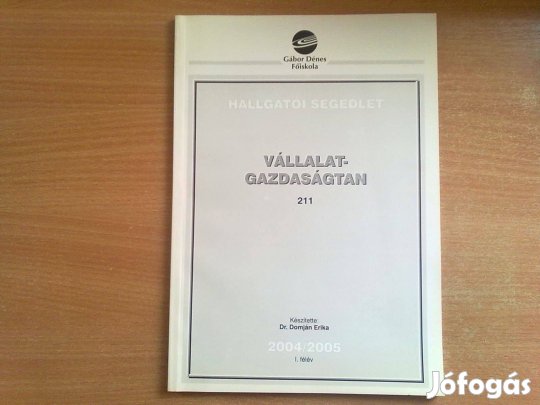 Gábor Dénes
Főiskola
HALLGATÓI SEGÉDLET
VÁLLALAT-
GAZDASÁGTAN
211
Készítette
Dr. Domján Erika
2004/2005
I. félév
Jófogás